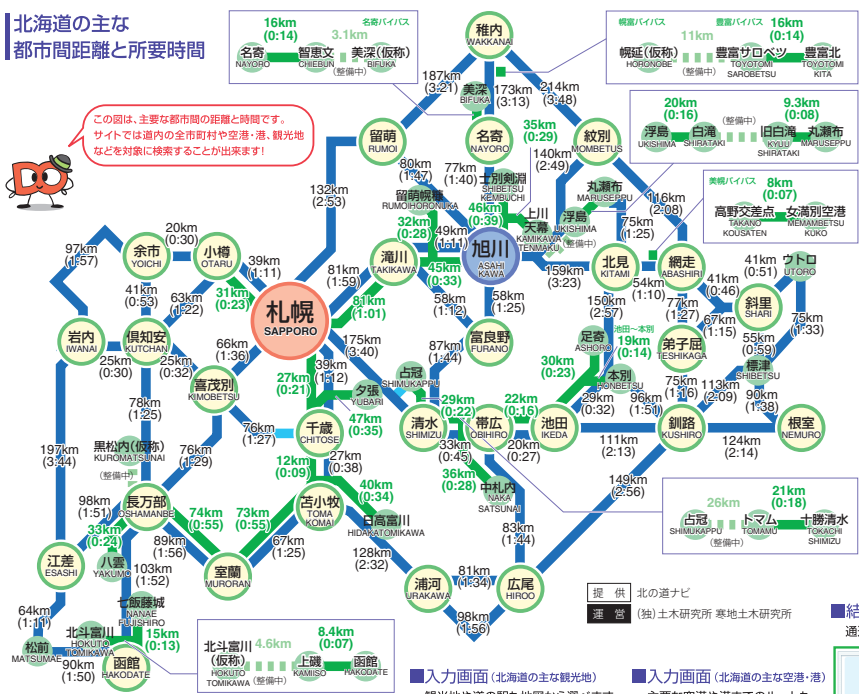 北海道の主な
都市間距離と所要時間
この図は、主要な都市間の距離と時間です。
サイトでは道内の全市町村や空港・港、観光地
などを対象に検索することが出来ます!
名寄バイパス
16km
(0:14)
3.1km
名寄
NAYORO
智恵文
CHIEBUN
美深(仮称)
BIFUKA
(整備中)
稚内
WAKKANAI
幌富バイパス
豊富バイパス
11km
16km
(0:14)
幌延(仮称)
HORONOBE
(整備中)
豊富サロベツ
TOYOTOMI
SAROBETSU
豊富北
TOYOTOMI
KITA
20km
(0:16)
(整備中)
9.3km
(0:08)
浮島
UKISHIMA
白滝
SHIRATAKI
旧白滝
KYUU
SHIRATAKI
丸瀬布
MARUSEPPU
美幌バイパス
8km
(0:07)
高野交差点
TAKANO
KOUSATEN
女満別空港
MEMAMBETSU
KUKO
187km
(3:21)
美深
BIFUKA
173km
(3:13)
214km
(3:48)
留萌
RUMOI
名寄
NAYORO
紋別
MOMBETUS
35km
(0:29)
140km
(2:49)
80km
(1:47)
77km
(1:40)
士別剣淵
SHIBETSU
KEMBUCHI
丸瀬布
MARUSEPPU
132km
(2:53)
留萌幌糠
RUMOIHORONUKA
46km
(0:39)
上川
天幕
KAMIKAWA
TENMAKU
浮島
UKISHIMA
(整備中)
116km
(2:08)
75km
(1:25)
32km
(0:28)
49km
(1:11)
旭川
ASAHI
KAWA
滝川
TAKIKAWA
45km
(0:33)
159km
(3:23)
北見
KITAMI
54km
(1:10)
網走
ABASHIRI
41km
(0:51)
ウトロ
UTORO
41km
(0:46)
20km
(0:30)
97km
(1:57)
余市
YOICHI
小樽
OTARU
39km
(1:11)
81km
(1:59)
41km
(0:53)
63km
(1:22)
31km
(0:23)
81km
(1:01)
58km
(1:12)
58km
(1:25)
150km
(2:57)
77km
(1:27)
67km
(1:15)
斜里
SHARI
75km
(1:33)
札幌
SAPPORO
岩内
IWANAI
倶知安
KUTCHAN
富良野
FURANO
足寄
ASHORO
池田〜本別
19km
(0:14)
弟子屈
TESHIKAGA
55km
(0:59)
標津
SHIBETSU
175km
(3:40)
87km
(1:44)
66km
(1:36)
25km
(0:30)
25km
(0:32)
39km
(1:12)
27km
(0:21)
占冠
SHIMUKAPPU
30km
(0:23)
本別
HONBETSU
75km
(1:16)
113km
(2:09)
90km
(1:38)
喜茂別
KIMOBETSU
夕張
YUBARI
29km
(0:22)
22km
(0:16)
29km
(0:32)
96km
(1:51)
78km
(1:25)
47km
(0:35)
76km
(1:27)
千歳
CHITOSE
清水
SHIMIZU
帯広
OBIHIRO
池田
IKEDA
釧路
KUSHIRO
根室
NEMURO
33km
(0:45)
20km
(0:27)
111km
(2:13)
124km
(2:14)
黒松内(仮称)
KUROMATSUNAI
(整備中)
197km
(3:44)
76km
(1:29)
12km
(0:09)
27km
(0:38)
36km
(0:28)
40km
(0:34)
中札内
NAKA
SATSUNAI
149km
(2:56)
98km
(1:51)
長万部
OSHAMANBE
74km
(0:55)
73km
(0:55)
苫小牧
TOMA
KOMAI
日高富川
HIDAKATOMIKAWA
83km
(1:44)
26km
21km
(0:18)
占冠
SHIMUKAPPU
トマム
TOMAMU
十勝清水
TOKACHI
SHIMIZU
(整備中)
33km
(0:24)
89km
(1:56)
67km
(1:25)
128km
(2:32)
江差
ESASHI
八雲
YAKUMO
103km
(1:52)
室蘭
MURORAN
浦河
URAKAWA
81km
(1:34)
広尾
HIROO
98km
(1:56)
64km
(1:11)
七飯藤城
NANAE
FUJISHIRO
北斗富川
HOKUTO
TOMIKAWA
15km
(0:13)
松前
MATSUMAE
90km
(1:50)
函館
HAKODATE
4.6km
8.4km
(0:07)
北斗富川
(仮称)
HOKUTO
TOMIKAWA
(整備中)
上磯
KAMIISO
函館
HAKODATE
提 供 北の道ナビ
運 営 (独)土木研究所 寒地土木研究所
■入力画面(北海道の主な観光地)
■入力画面(北海道の主な空港・港)